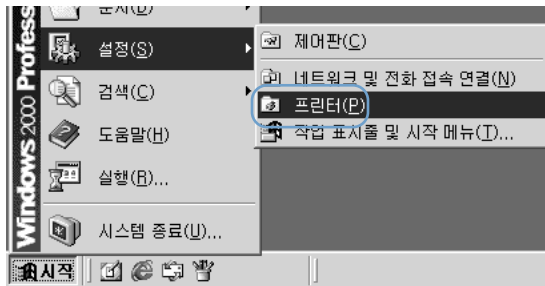 Windows 2000 Profess
문서(D)
설정(S)
검색(C)
도움말(H)
실행(R)...
시스템 종료(U)...
제어판(C)
네트워크 및 전화 접속 연결(N)
프린터(P)
작업 표시줄 및 시작 메뉴(T)...
시작